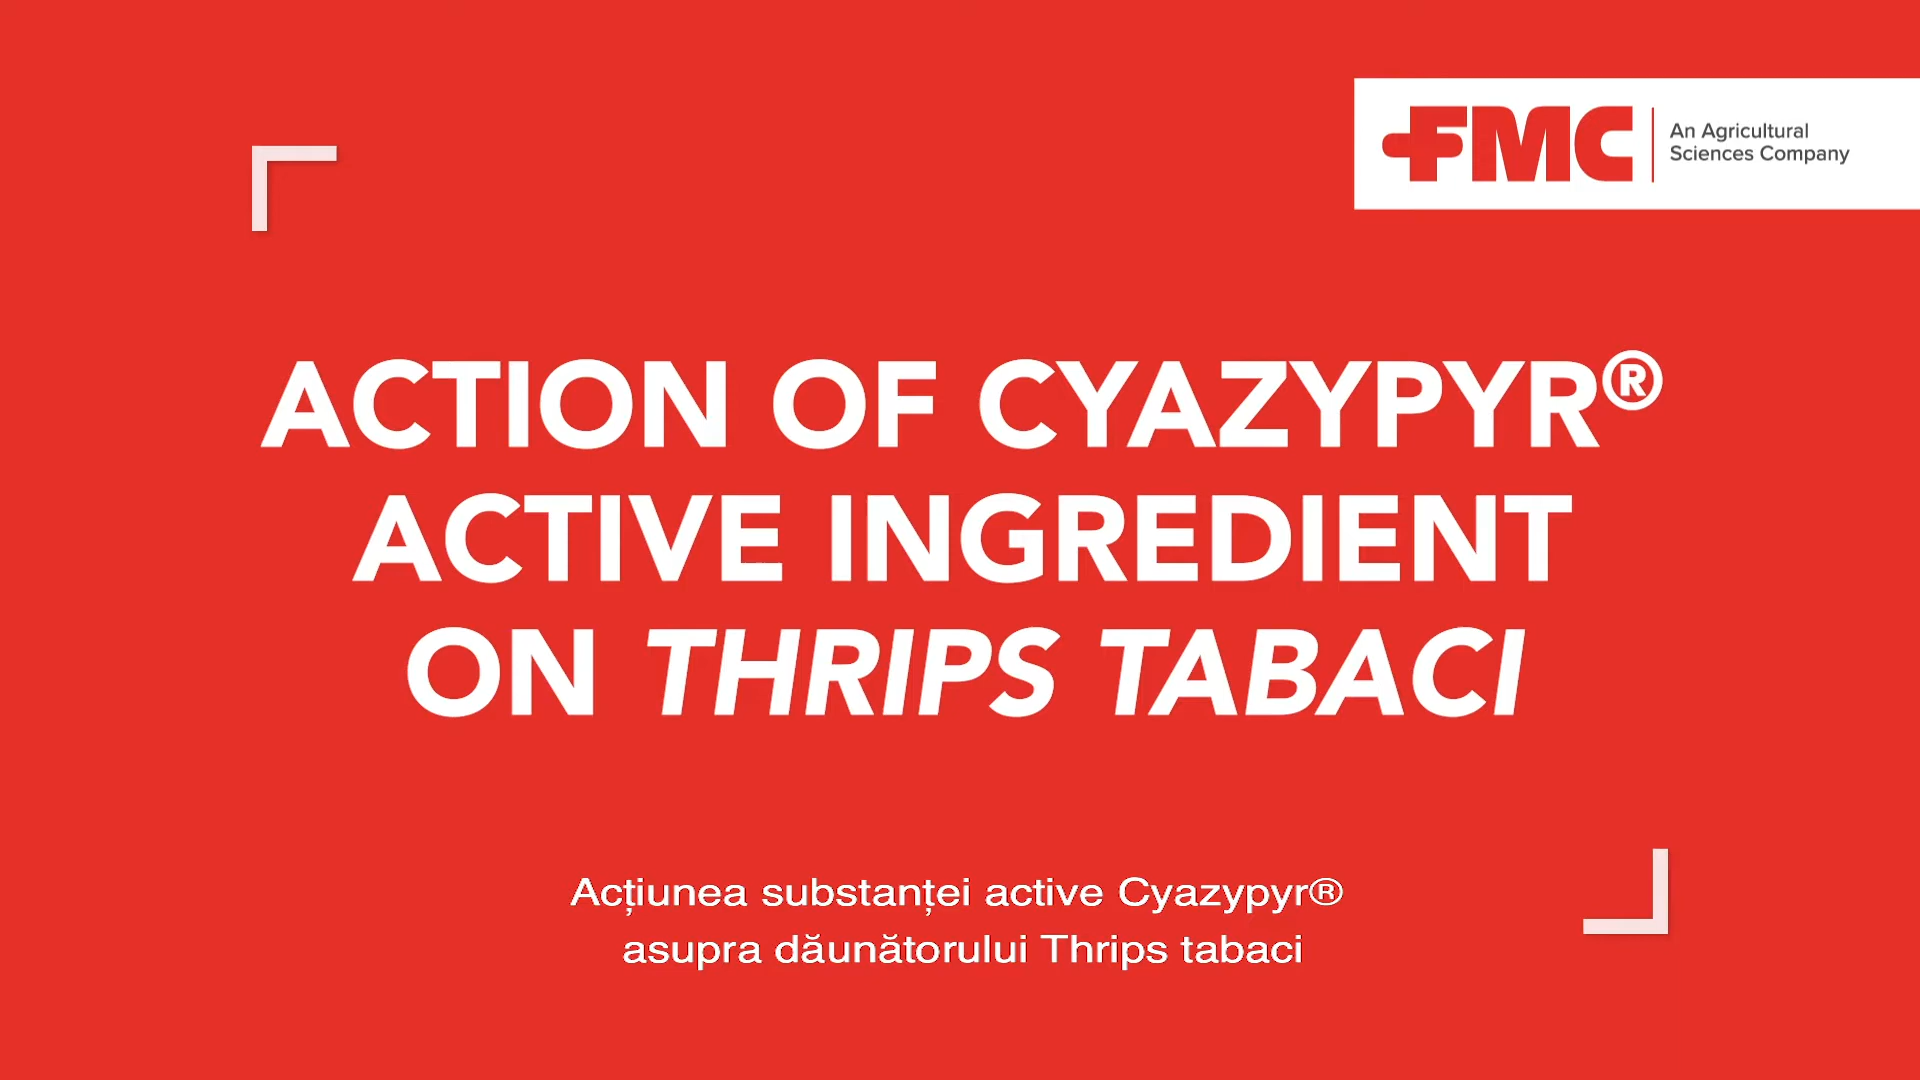 FMC
An Agricultural
Sciences Company
ACTION OF CYAZYPYR®
ACTIVE INGREDIENT
ON THRIPS TABACI
Acțiunea substanței active Cyazypyr®
asupra dăunătorului Thrips tabaci